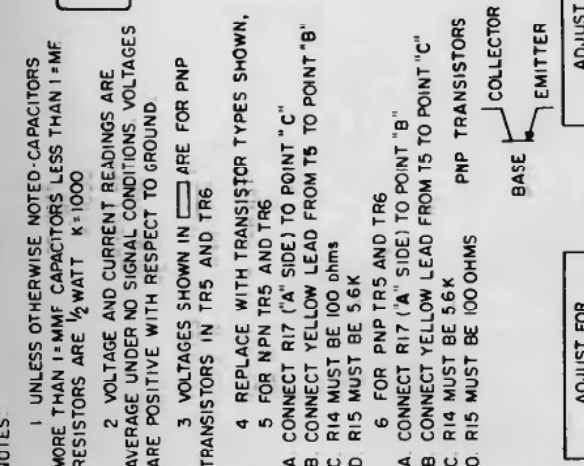 NOTES:
1 UNLESS OTHERWISE NOTED-CAPACITORS
MORE THAN 1=MMF CAPACITORS LESS THAN 1=MF
RESISTORS ARE 1/2 WATT K=1000
2 VOLTAGE AND CURRENT READINGS ARE
AVERAGE UNDER NO SIGNAL CONDITIONS. VOLTAGES
ARE POSITIVE WITH RESPECT TO GROUND.
3 VOLTAGES SHOWN IN ▭ ARE FOR PNP
TRANSISTORS IN TR5 AND TR6
4 REPLACE WITH TRANSISTOR TYPES SHOWN,
5 FOR NPN TR5 AND TR6
A. CONNECT R17 ("A" SIDE) TO POINT "C"
B. CONNECT YELLOW LEAD FROM T5 TO POINT "B"
C. R14 MUST BE 100 Ohms
D. R15 MUST BE 5.6K
6 FOR PNP TR5 AND TR6
A. CONNECT R17 ("A" SIDE) TO POINT "B"
B. CONNECT YELLOW LEAD FROM T5 TO POINT "C"
C. R14 MUST BE 5.6K
D. R15 MUST BE 100 OHMS
PNP TRANSISTORS
COLLECTOR
BASE
EMITTER
ADJUST FOR
ADJUST